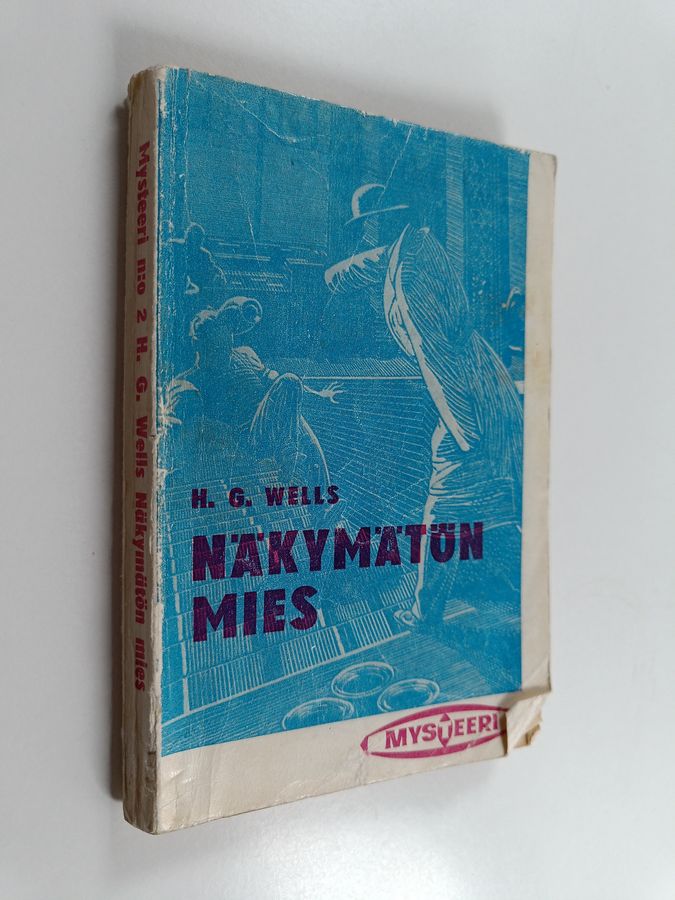 H. G. WELLS
NÄKYMÄTÖN
MIES
MYSTEERI
Mysteeri n:o 2 H. G. Wells Näkymätön mies